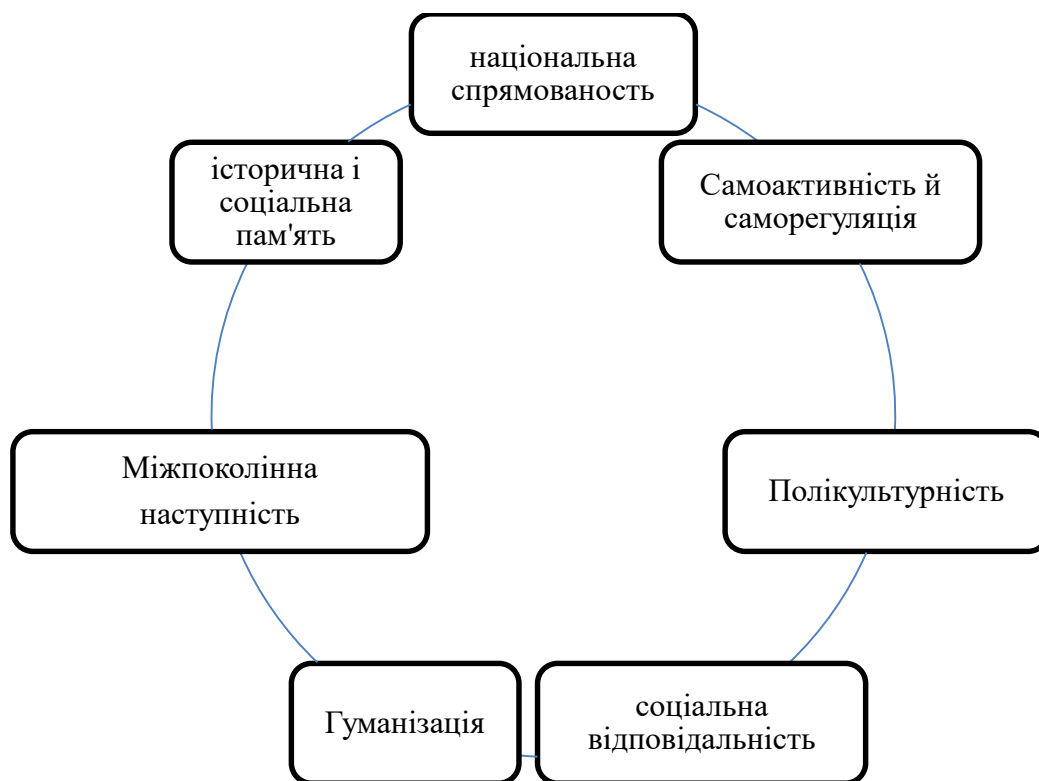 національна
спрямованость
Самоактивність й
саморегуляція
Полікультурність
соціальна
відповідальність
Гуманізація
Міжпоколінна
наступність
історична і
соціальна
пам'ять